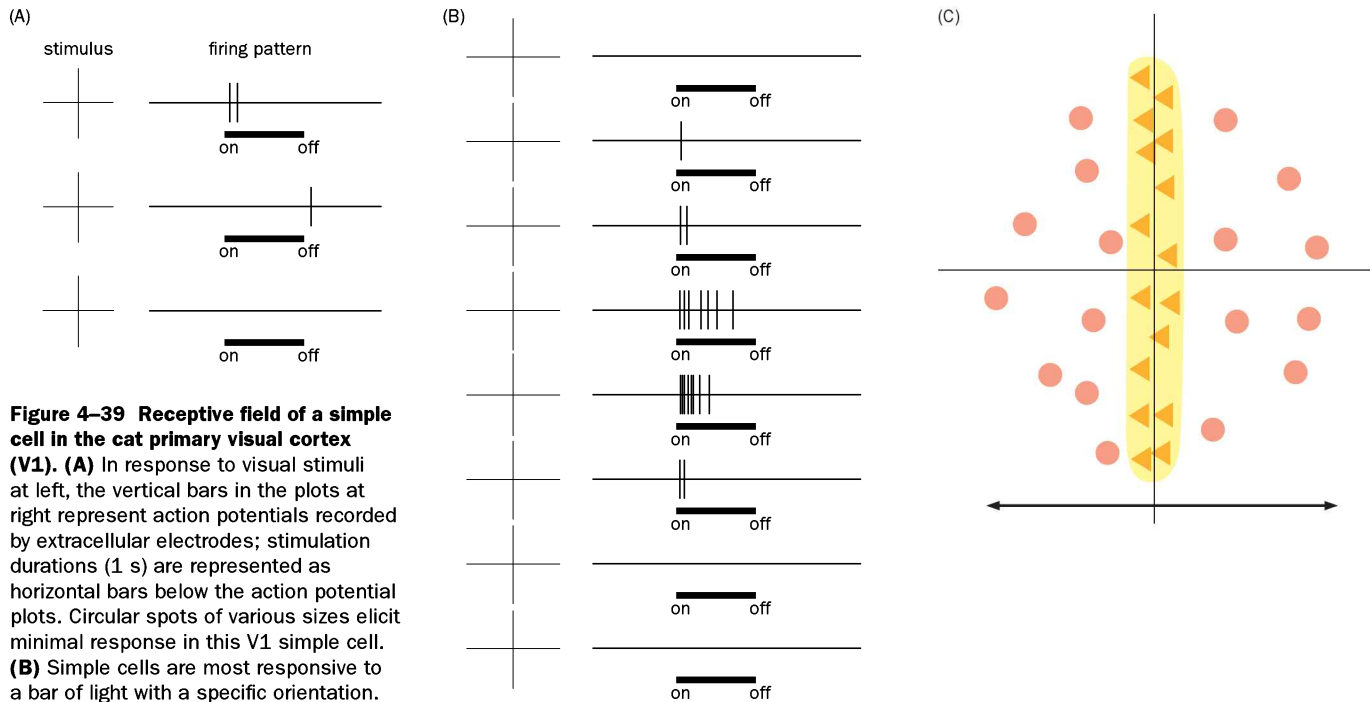 (A)
stimulus firing pattern
on off
on off
on off
Figure 4–39 Receptive field of a simple
cell in the cat primary visual cortex
(V1). (A) In response to visual stimuli
at left, the vertical bars in the plots at
right represent action potentials recorded
by extracellular electrodes; stimulation
durations (1 s) are represented as
horizontal bars below the action potential
plots. Circular spots of various sizes elicit
minimal response in this V1 simple cell.
(B) Simple cells are most responsive to
a bar of light with a specific orientation.
(B)
on off
on off
on off
on off
on off
on off
on off
on off
(C)